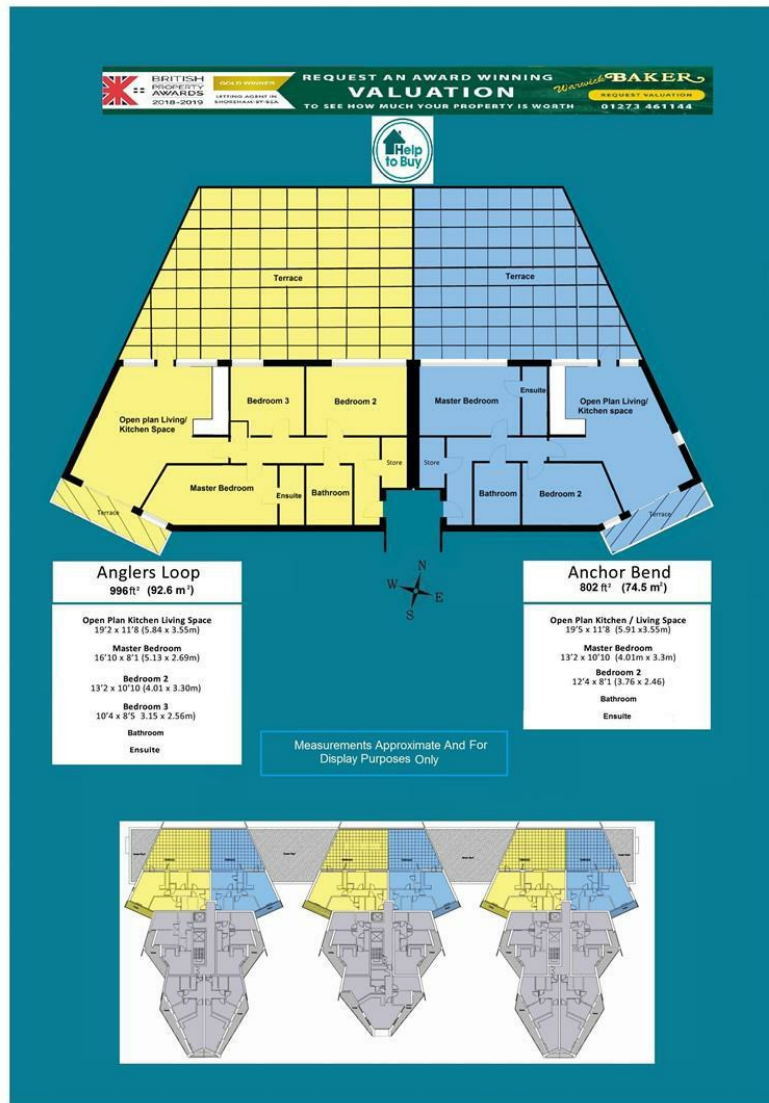 BRITISH
PROPERTY
AWARDS
2018-2019
GOLD WINNER
LETTING AGENT IN
SHOREHAM-BY-SEA
REQUEST AN AWARD WINNING
VALUATION
TO SEE HOW MUCH YOUR PROPERTY IS WORTH
Warwick BAKER
REQUEST VALUATION
01273 461144
Help
to Buy
Terrace
Terrace
Open plan Living/
Kitchen Space
Bedroom 3
Bedroom 2
Master Bedroom
Ensuite
Open Plan Living/
Kitchen space
Store
Store
Master Bedroom
Ensuite
Bathroom
Bathroom
Bedroom 2
Terrace
Terrace
N
W
E
S
Anglers Loop
996ft² (92.6 m²)
Open Plan Kitchen Living Space
19'2 x 11'8 (5.84 x 3.55m)
Master Bedroom
16'10 x 8'1 (5.13 x 2.69m)
Bedroom 2
13'2 x 10'10 (4.01 x 3.30m)
Bedroom 3
10'4 x 8'5 3.15 x 2.56m)
Bathroom
Ensuite
Anchor Bend
802 ft² (74.5 m²)
Open Plan Kitchen / Living Space
19'5 x 11'8 (5.91 x3.55m)
Master Bedroom
13'2 x 10'10 (4.01m x 3.3m)
Bedroom 2
12'4 x 8'1 (3.76 x 2.46)
Bathroom
Ensuite
Measurements Approximate And For
Display Purposes Only